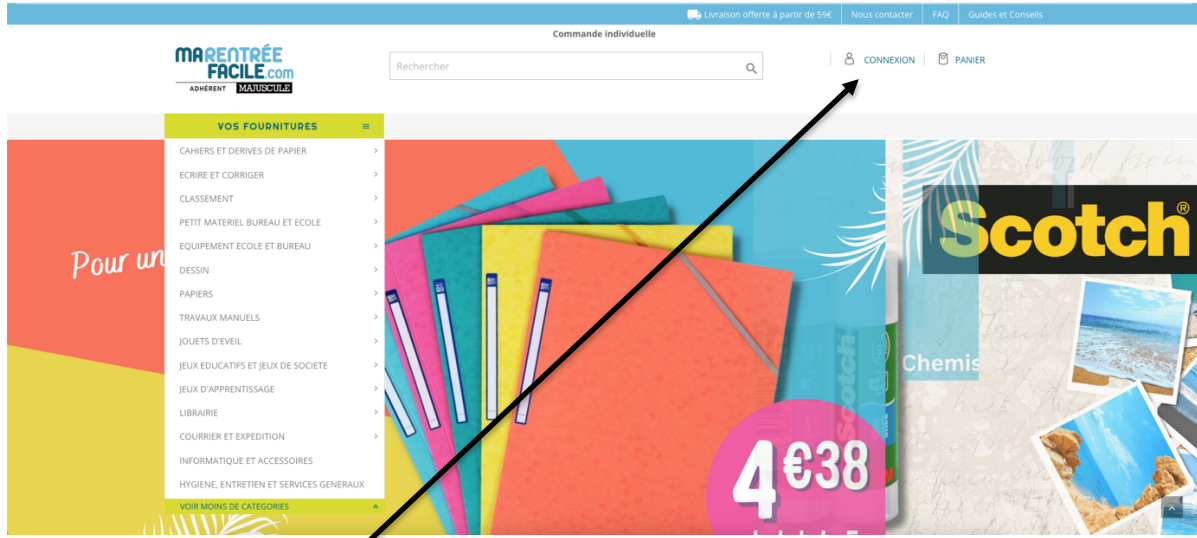 Livraison offerte à partir de 59€ Nous contacter FAQ Guides et Conseils
Commande individuelle
MARENTRÉE
FACILE.com
ADHÉRENT MAJUSCULE
Rechercher
CONNEXION PANIER
VOS FOURNITURES
CAHIERS ET DERIVES DE PAPIER
ECRIRE ET CORRIGER
CLASSEMENT
PETIT MATERIEL BUREAU ET ECOLE
EQUIPEMENT ECOLE ET BUREAU
DESSIN
PAPIERS
TRAVAUX MANUELS
JOUETS D'EVEIL
JEUX EDUCATIFS ET JEUX DE SOCIETE
JEUX D'APPRENTISSAGE
LIBRAIRIE
COURRIER ET EXPEDITION
INFORMATIQUE ET ACCESSOIRES
HYGIENE, ENTRETIEN ET SERVICES GENERAUX
VOIR MOINS DE CATEGORIES
Pour un
Scotch®
Scotch
Chemis
4€38